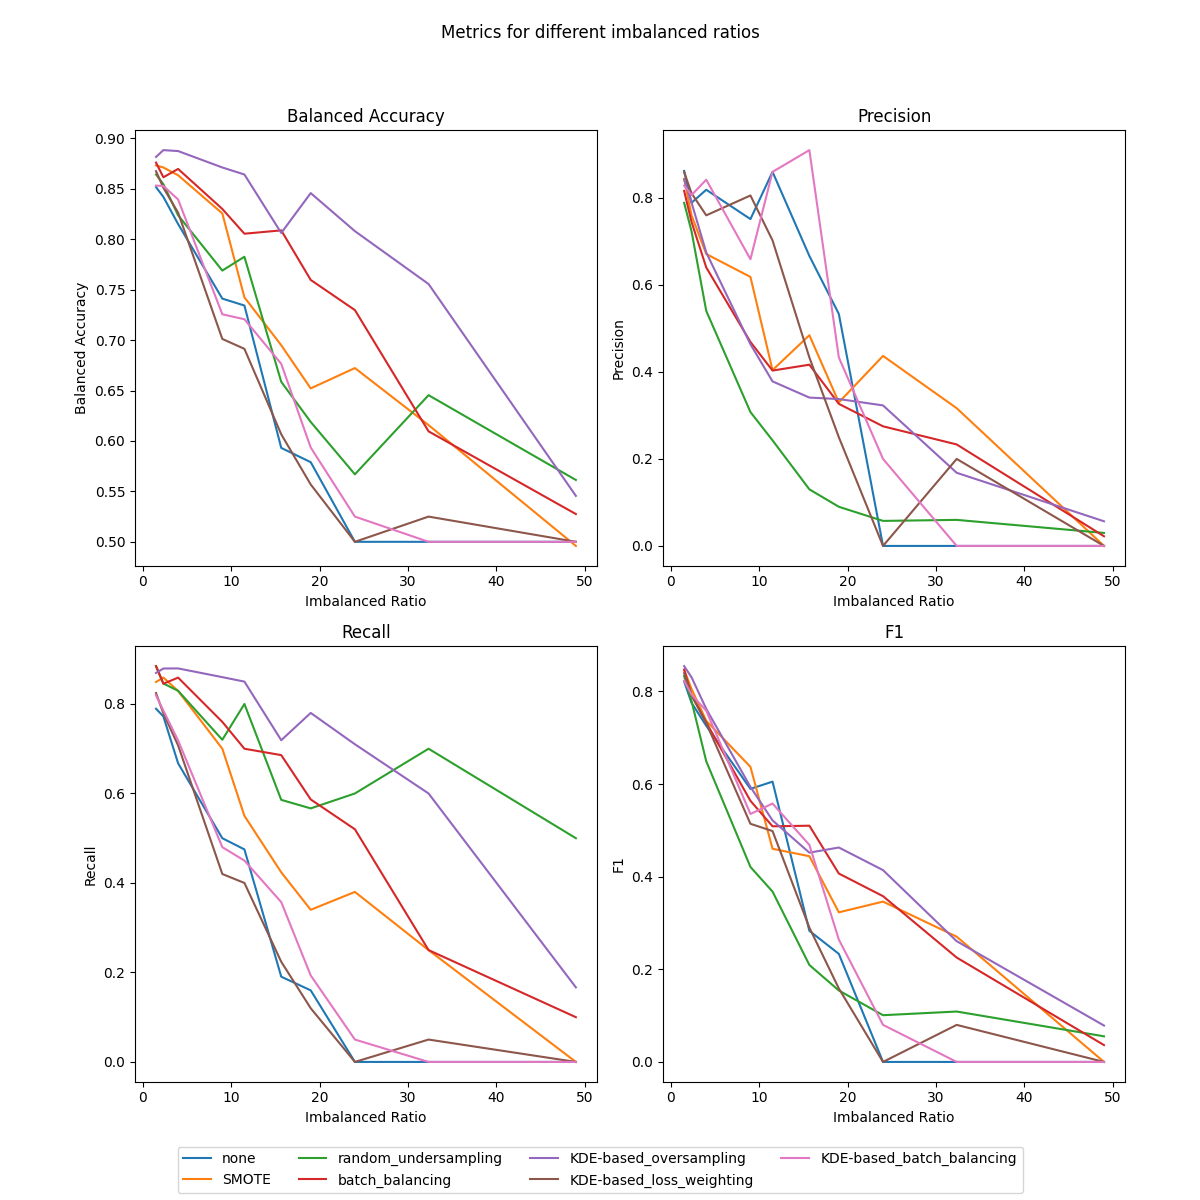 Metrics for different imbalanced ratios
Balanced Accuracy
0.90
0.85
0.80
0.75
0.70
0.65
0.60
0.55
0.50
Balanced Accuracy
0 10 20 30 40 50
Imbalanced Ratio
Precision
0.8
0.6
0.4
0.2
0.0
Precision
0 10 20 30 40 50
Imbalanced Ratio
Recall
0.8
0.6
0.4
0.2
0.0
Recall
0 10 20 30 40 50
Imbalanced Ratio
F1
0.8
0.6
0.4
0.2
0.0
F1
0 10 20 30 40 50
Imbalanced Ratio
none
SMOTE
random_undersampling
batch_balancing
KDE-based_oversampling
KDE-based_loss_weighting
KDE-based_batch_balancing